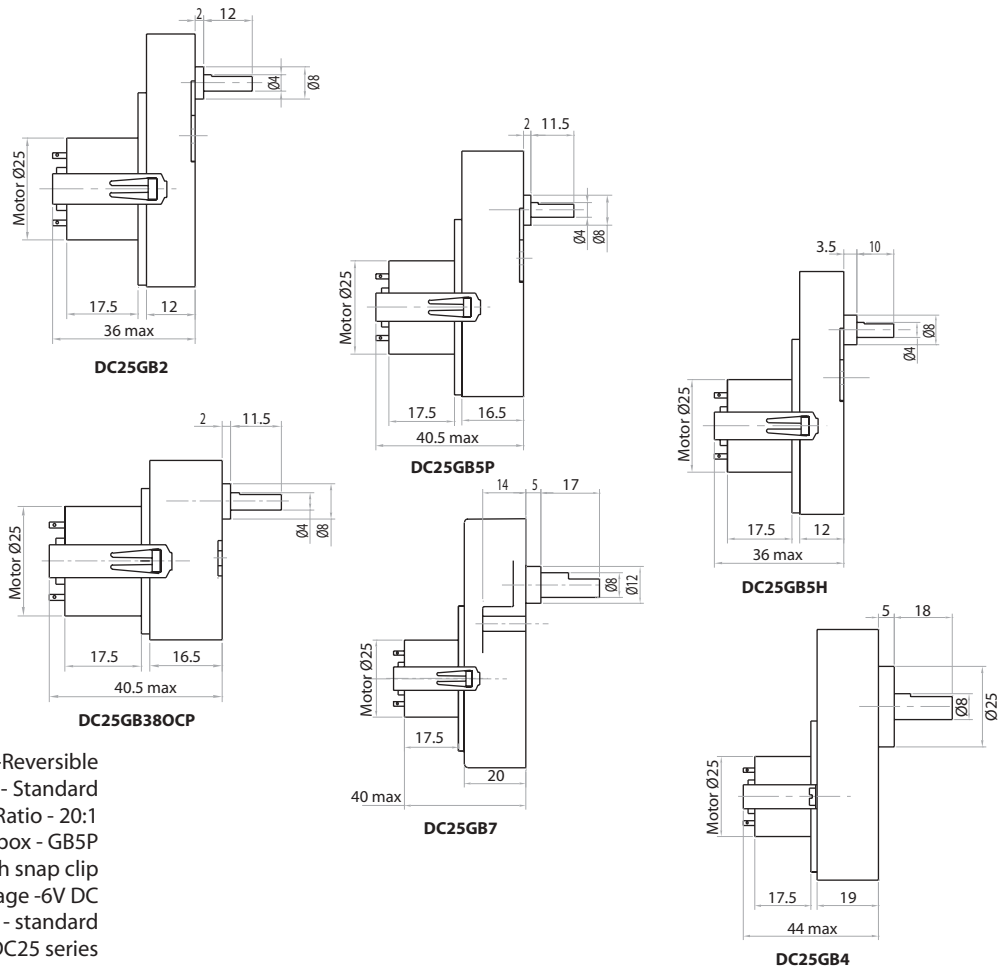 2 12
Ø4
Ø8
Motor Ø25
17.5 12
36 max
DC25GB2
2 11.5
Ø4
Ø8
Motor Ø25
17.5 16.5
40.5 max
DC25GB5P
3.5 10
Ø4
Ø8
Motor Ø25
17.5 12
36 max
DC25GB5H
2 11.5
Ø4
Ø8
Motor Ø25
17.5 16.5
40.5 max
DC25GB38OCP
14 5 17
Ø8
Ø12
Motor Ø25
17.5
20
40 max
DC25GB7
5 18
Ø8
Ø25
Motor Ø25
17.5 19
44 max
DC25GB4
-Reversible
- Standard
Ratio - 20:1
box - GB5P
h snap clip
age -6V DC
- standard
DC25 series